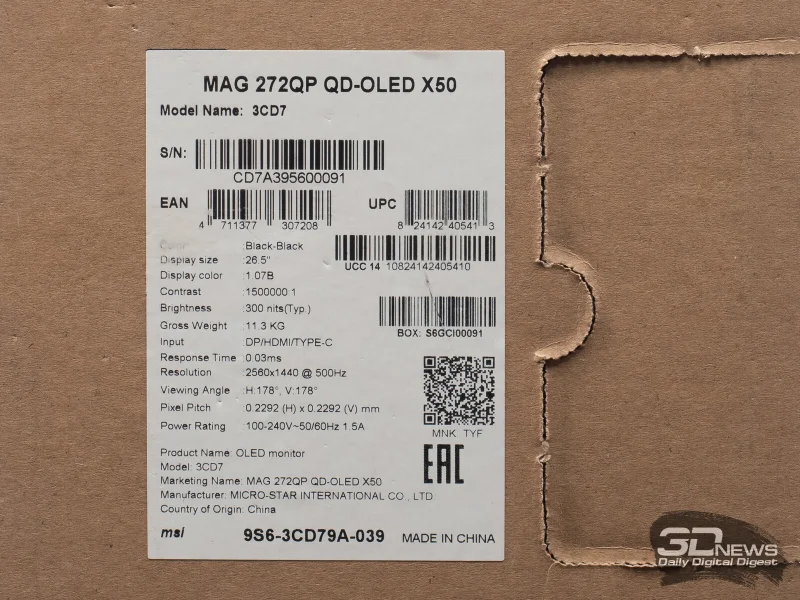 MAG 272QP QD-OLED X50
Model Name: 3CD7
S/N:
CD7A395600091
EAN
4 711377 307208
UPC
8 24142 40541 3
Color :Black-Black
UCC 14 10824142405410
Display size :26.5"
Display color :1.07B
Contrast :1500000:1
Brightness :300 nits(Typ.)
Gross Weight :11.3 KG
BOX: S6GCI00091
Input :DP/HDMI/TYPE-C
Response Time :0.03ms
Resolution :2560x1440 @ 500Hz
Viewing Angle :H:178°, V:178°
Pixel Pitch :0.2292 (H) x 0.2292 (V) mm
Power Rating :100-240V~50/60Hz 1.5A
MNK TYF
Product Name: OLED monitor
Model: 3CD7
Marketing Name: MAG 272QP QD-OLED X50
Manufacturer: MICRO-STAR INTERNATIONAL CO., LTD
Country of Origin: China
EAC
msi 9S6-3CD79A-039 MADE IN CHINA
3DNEWS
Daily Digital Digest